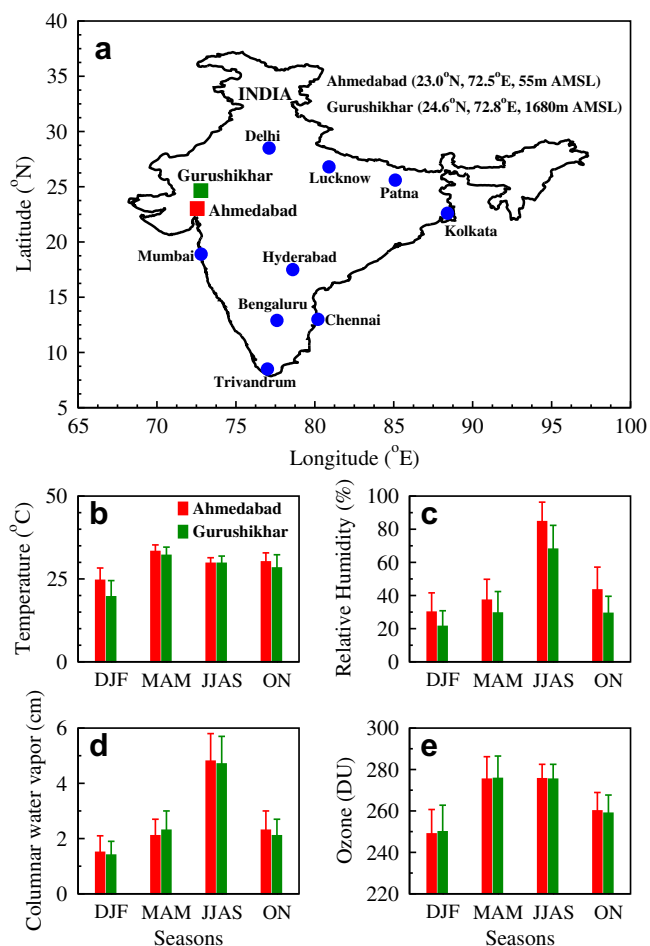 a
40
35
30
25
20
15
10
5
Latitude (°N)
INDIA
Ahmedabad (23.0°N, 72.5°E, 55m AMSL)
Gurushikhar (24.6°N, 72.8°E, 1680m AMSL)
Delhi
Lucknow
Patna
Gurushikhar
Ahmedabad
Kolkata
Mumbai
Hyderabad
Bengaluru
Chennai
Trivandrum
65 70 75 80 85 90 95 100
Longitude (°E)
b
Ahmedabad
Gurushikhar
50
25
0
Temperature (°C)
DJF MAM JJAS ON
c
100
80
60
40
20
0
Relative Humidity (%)
DJF MAM JJAS ON
d
6
4
2
0
Columnar water vapor (cm)
DJF MAM JJAS ON
Seasons
e
300
280
260
240
220
Ozone (DU)
DJF MAM JJAS ON
Seasons